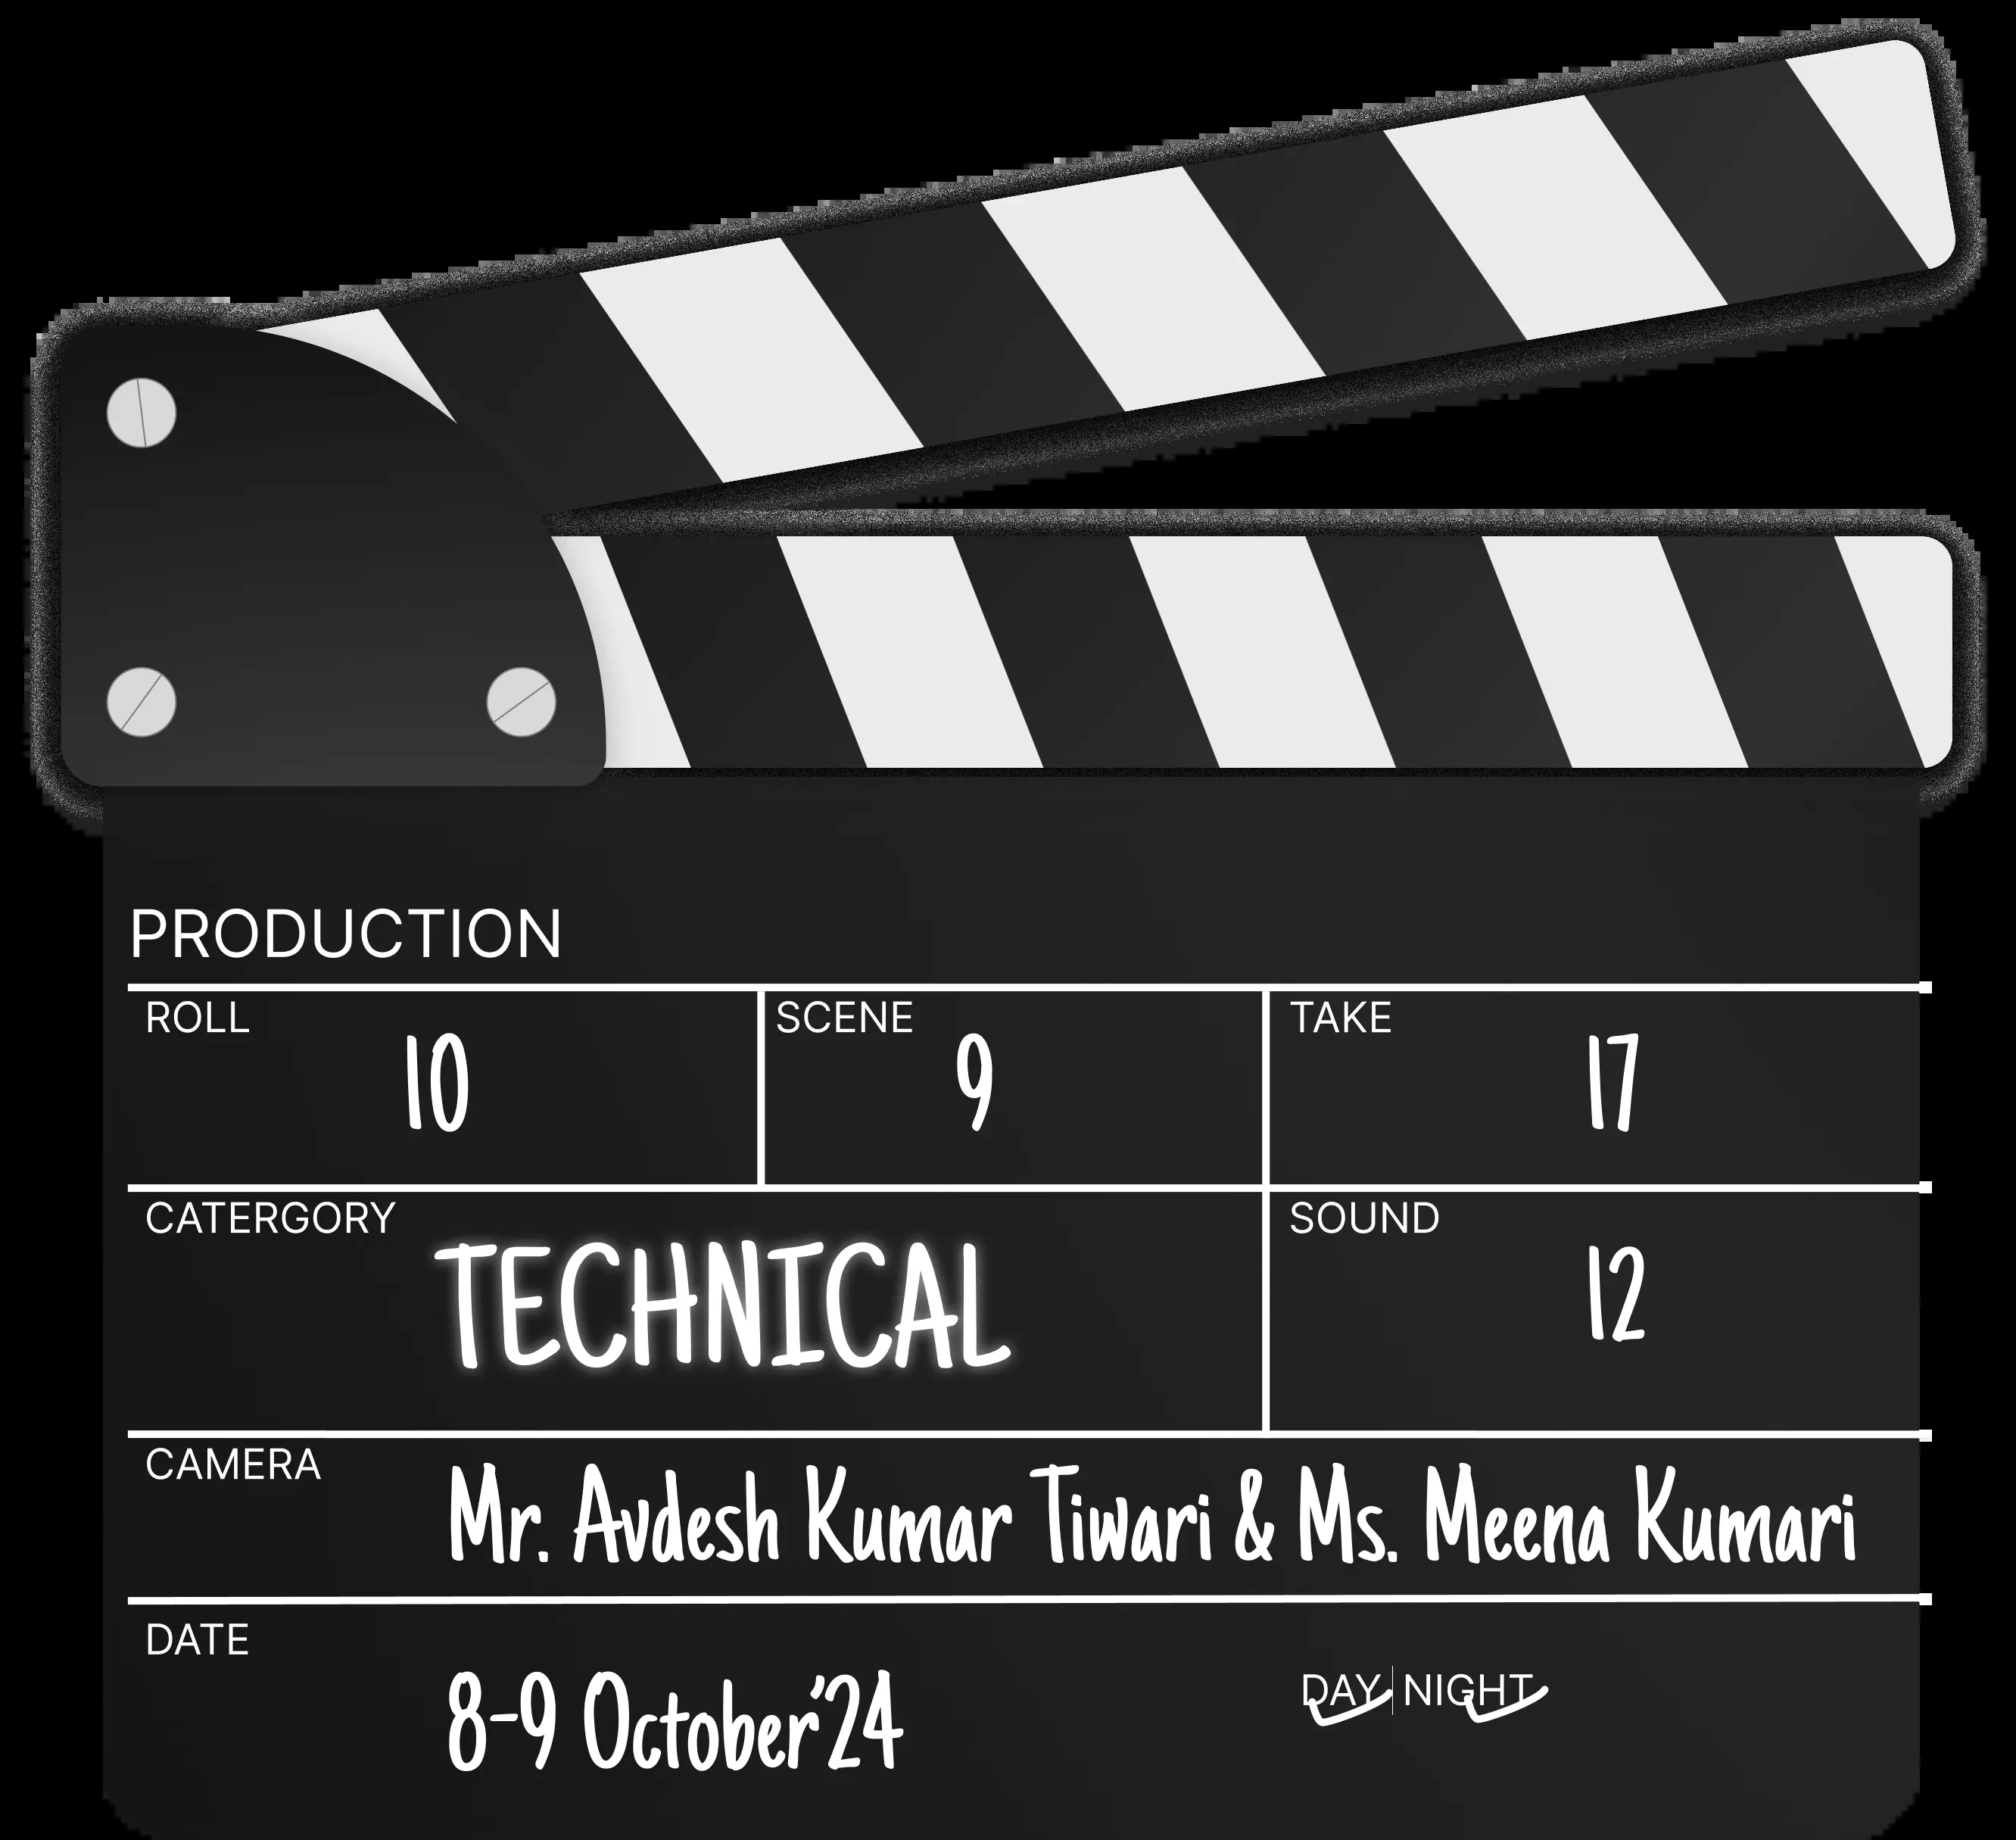 PRODUCTION
ROLL SCENE TAKE
10 9 17
CATERGORY SOUND
TECHNICAL 12
CAMERA
Mr. Avdesh Kumar Tiwari & Ms. Meena Kumari
DATE
8-9 October'24 DAY NIGHT